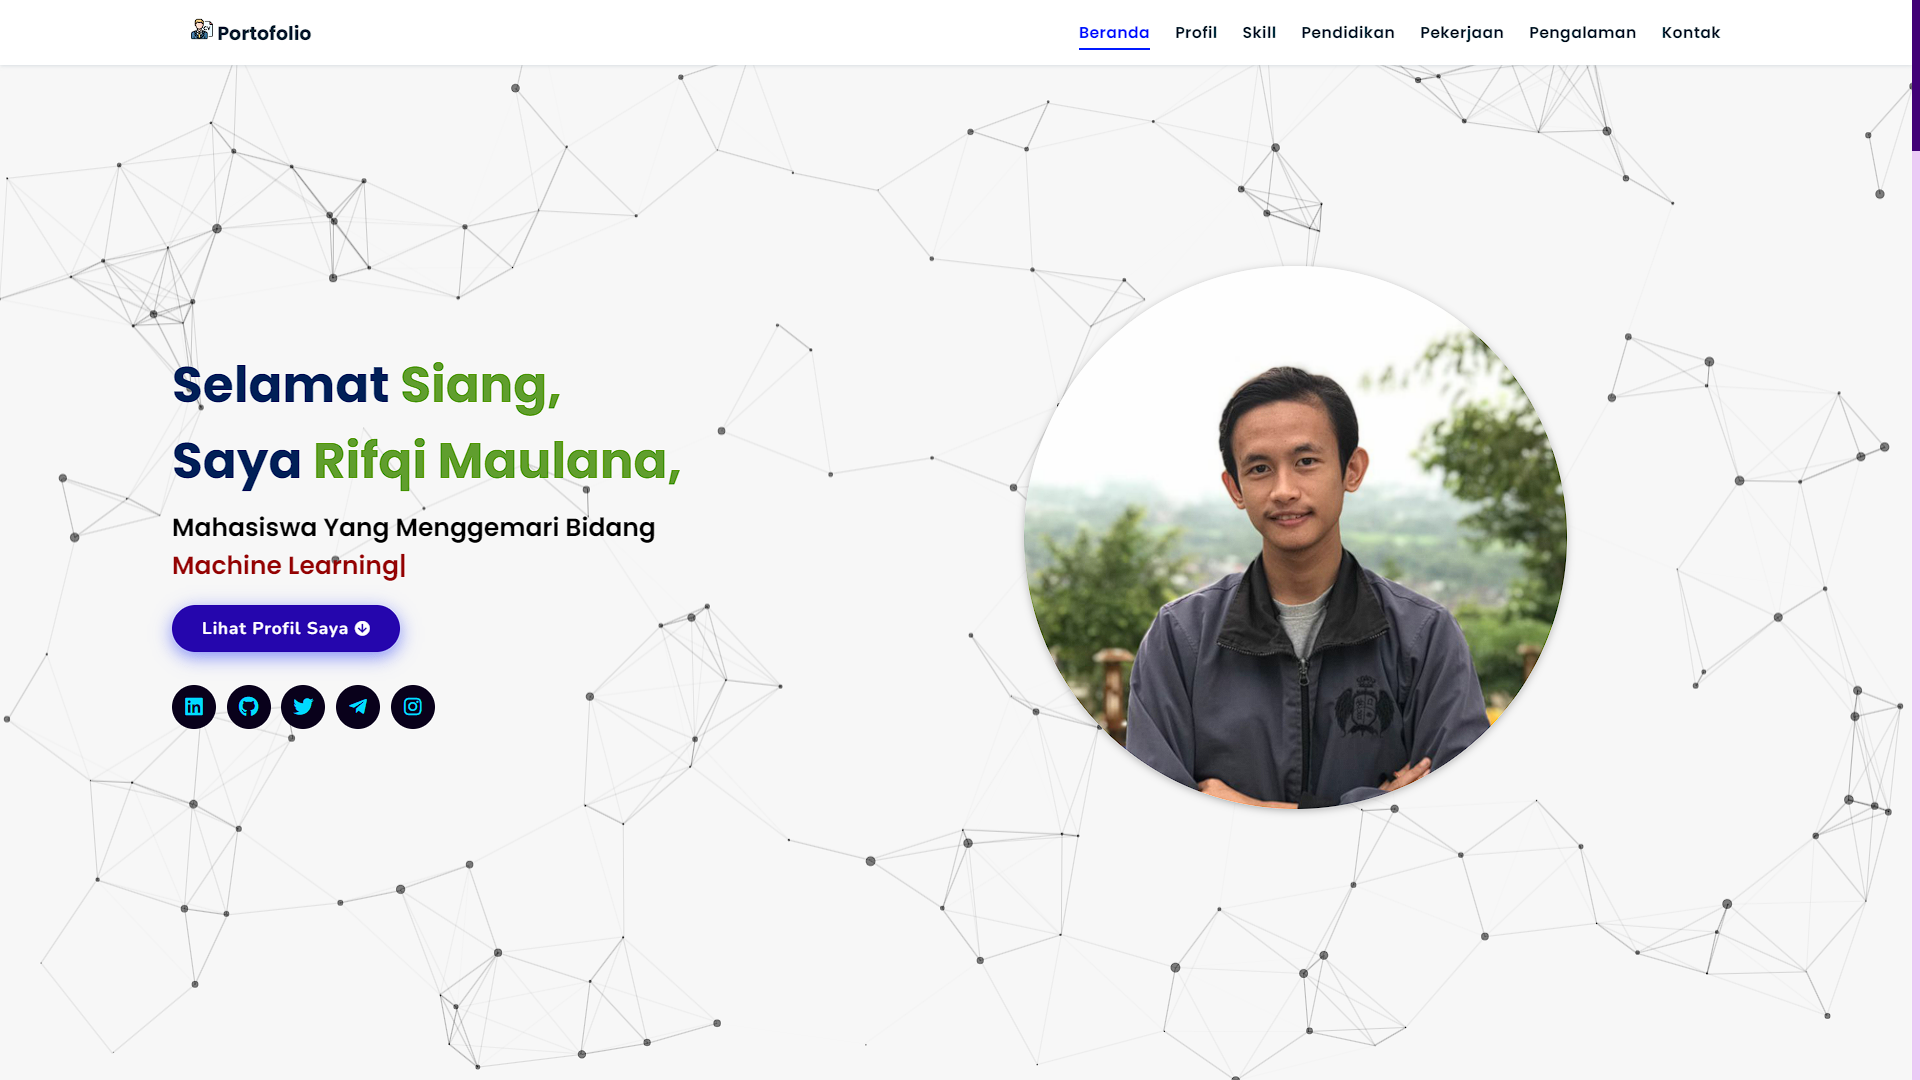 Portofolio
Beranda Profil Skill Pendidikan Pekerjaan Pengalaman Kontak
Selamat Siang,
Saya Rifqi Maulana,
Mahasiswa Yang Menggemari Bidang
Machine Learning|
Lihat Profil Saya